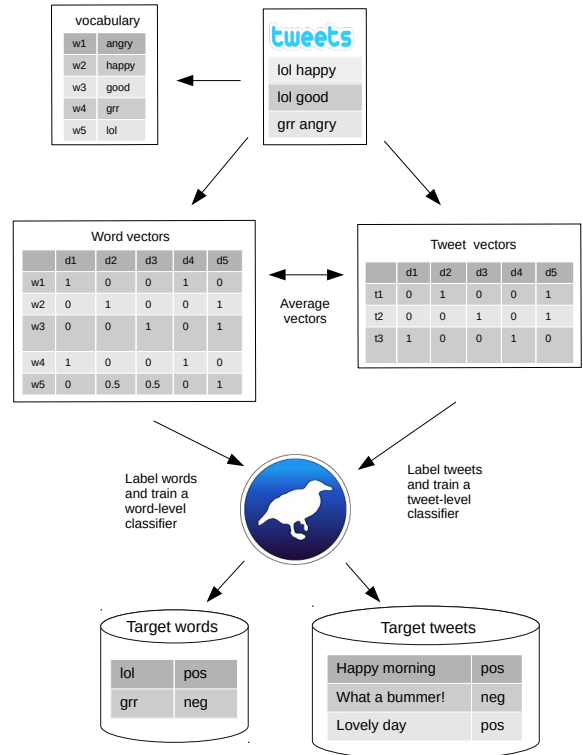 vocabulary
w1 angry
w2 happy
w3 good
w4 grr
w5 lol
tweets
lol happy
lol good
grr angry
Word vectors
d1 d2 d3 d4 d5
w1 1 0 0 1 0
w2 0 1 0 0 1
w3 0 0 1 0 1
w4 1 0 0 1 0
w5 0 0.5 0.5 0 1
Average
vectors
Tweet vectors
d1 d2 d3 d4 d5
t1 0 1 0 0 1
t2 0 0 1 0 1
t3 1 0 0 1 0
Label words
and train a
word-level
classifier
Label tweets
and train a
tweet-level
classifier
Target words
lol pos
grr neg
Target tweets
Happy morning pos
What a bummer! neg
Lovely day pos